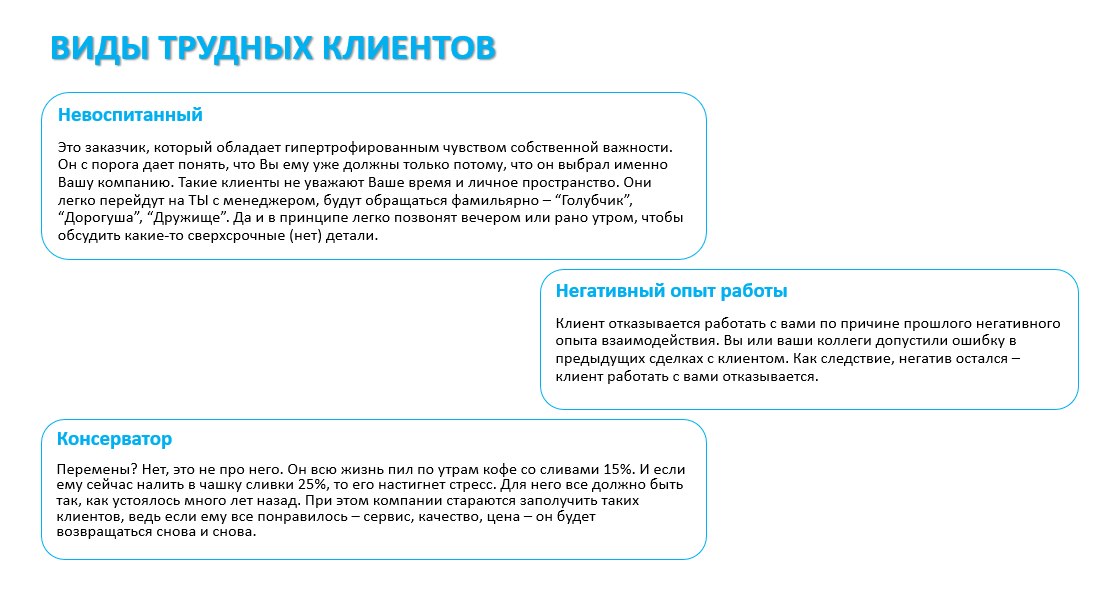 ВИДЫ ТРУДНЫХ КЛИЕНТОВ
Невоспитанный
Это заказчик, который обладает гипертрофированным чувством собственной важности.
Он с порога дает понять, что Вы ему уже должны только потому, что он выбрал именно
Вашу компанию. Такие клиенты не уважают Ваше время и личное пространство. Они
легко перейдут на ТЫ с менеджером, будут обращаться фамильярно – “Голубчик”,
“Дорогуша”, “Дружище”. Да и в принципе легко позвонят вечером или рано утром, чтобы
обсудить какие-то сверхсрочные (нет) детали.
Негативный опыт работы
Клиент отказывается работать с вами по причине прошлого негативного
опыта взаимодействия. Вы или ваши коллеги допустили ошибку в
предыдущих сделках с клиентом. Как следствие, негатив остался –
клиент работать с вами отказывается.
Консерватор
Перемены? Нет, это не про него. Он всю жизнь пил по утрам кофе со сливами 15%. И если
ему сейчас налить в чашку сливки 25%, то его настигнет стресс. Для него все должно быть
так, как устоялось много лет назад. При этом компании стараются заполучить таких
клиентов, ведь если ему все понравилось – сервис, качество, цена – он будет
возвращаться снова и снова.